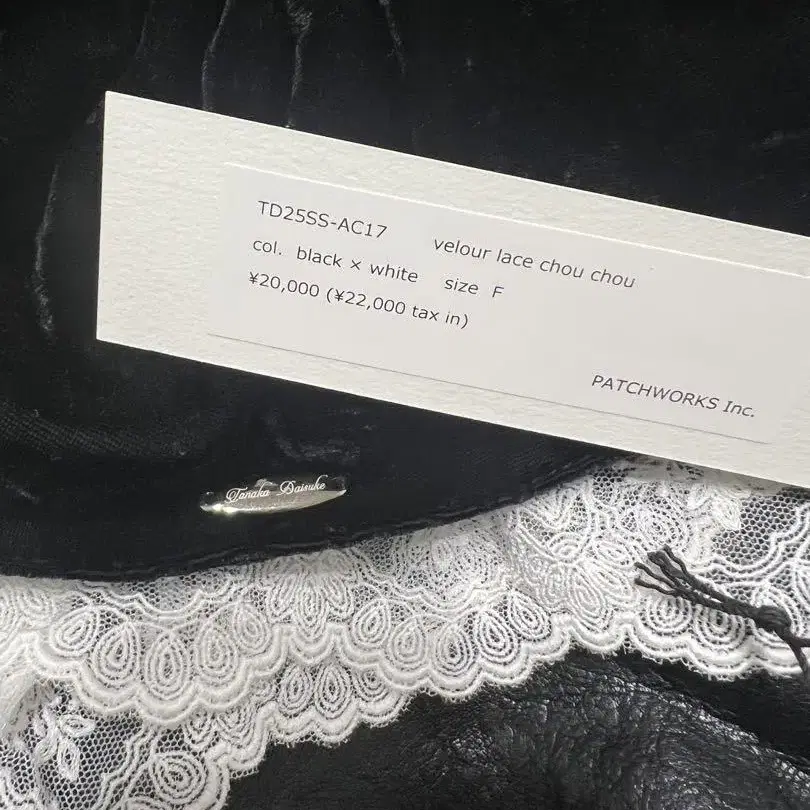 TD25SS-AC17 velour lace chou chou
col. black × white size F
¥20,000 (¥22,000 tax in)
PATCHWORKS Inc.
Tanaka Daisuke